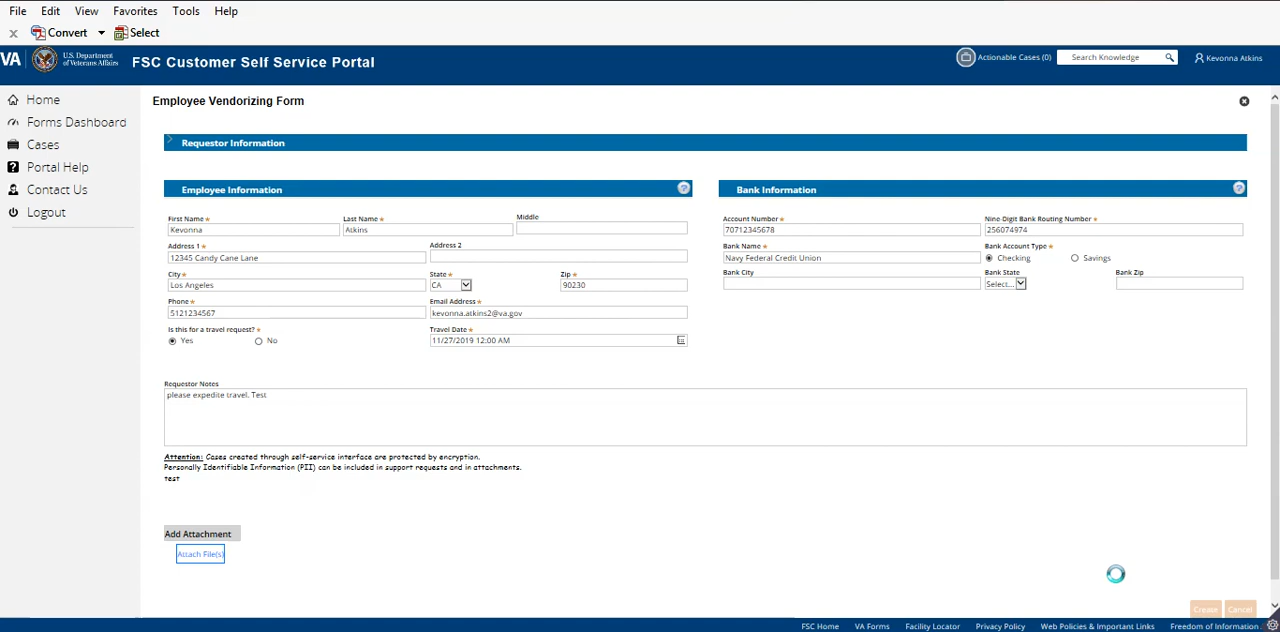 File Edit View Favorites Tools Help
x Convert Select
VA U.S. Department of Veterans Affairs FSC Customer Self Service Portal Actionable Cases (0) Search Knowledge Kevonna Atkins
Home
Forms Dashboard
Cases
Portal Help
Contact Us
Logout
Employee Vendorizing Form
Requestor Information
Employee Information
First Name * Last Name * Middle
Kevonna Atkins
Address 1 * Address 2
12345 Candy Cane Lane
City * State * Zip *
Los Angeles CA 90230
Phone * Email Address *
5121234567 kevonna.atkins2@va.gov
Is this for a travel request? * Travel Date *
Yes No 11/27/2019 12:00 AM
Bank Information
Account Number * Nine-Digit Bank Routing Number *
70712345678 256074974
Bank Name * Bank Account Type *
Navy Federal Credit Union Checking Savings
Bank City Bank State Bank Zip
Select...
Requestor Notes
please expedite travel. Test
Attention: Cases created through self-service interface are protected by encryption.
Personally Identifiable Information (PII) can be included in support requests and in attachments.
test
Add Attachment
Attach File(s)
Create Cancel
FSC Home VA Forms Facility Locator Privacy Policy Web Policies & Important Links Freedom of Information